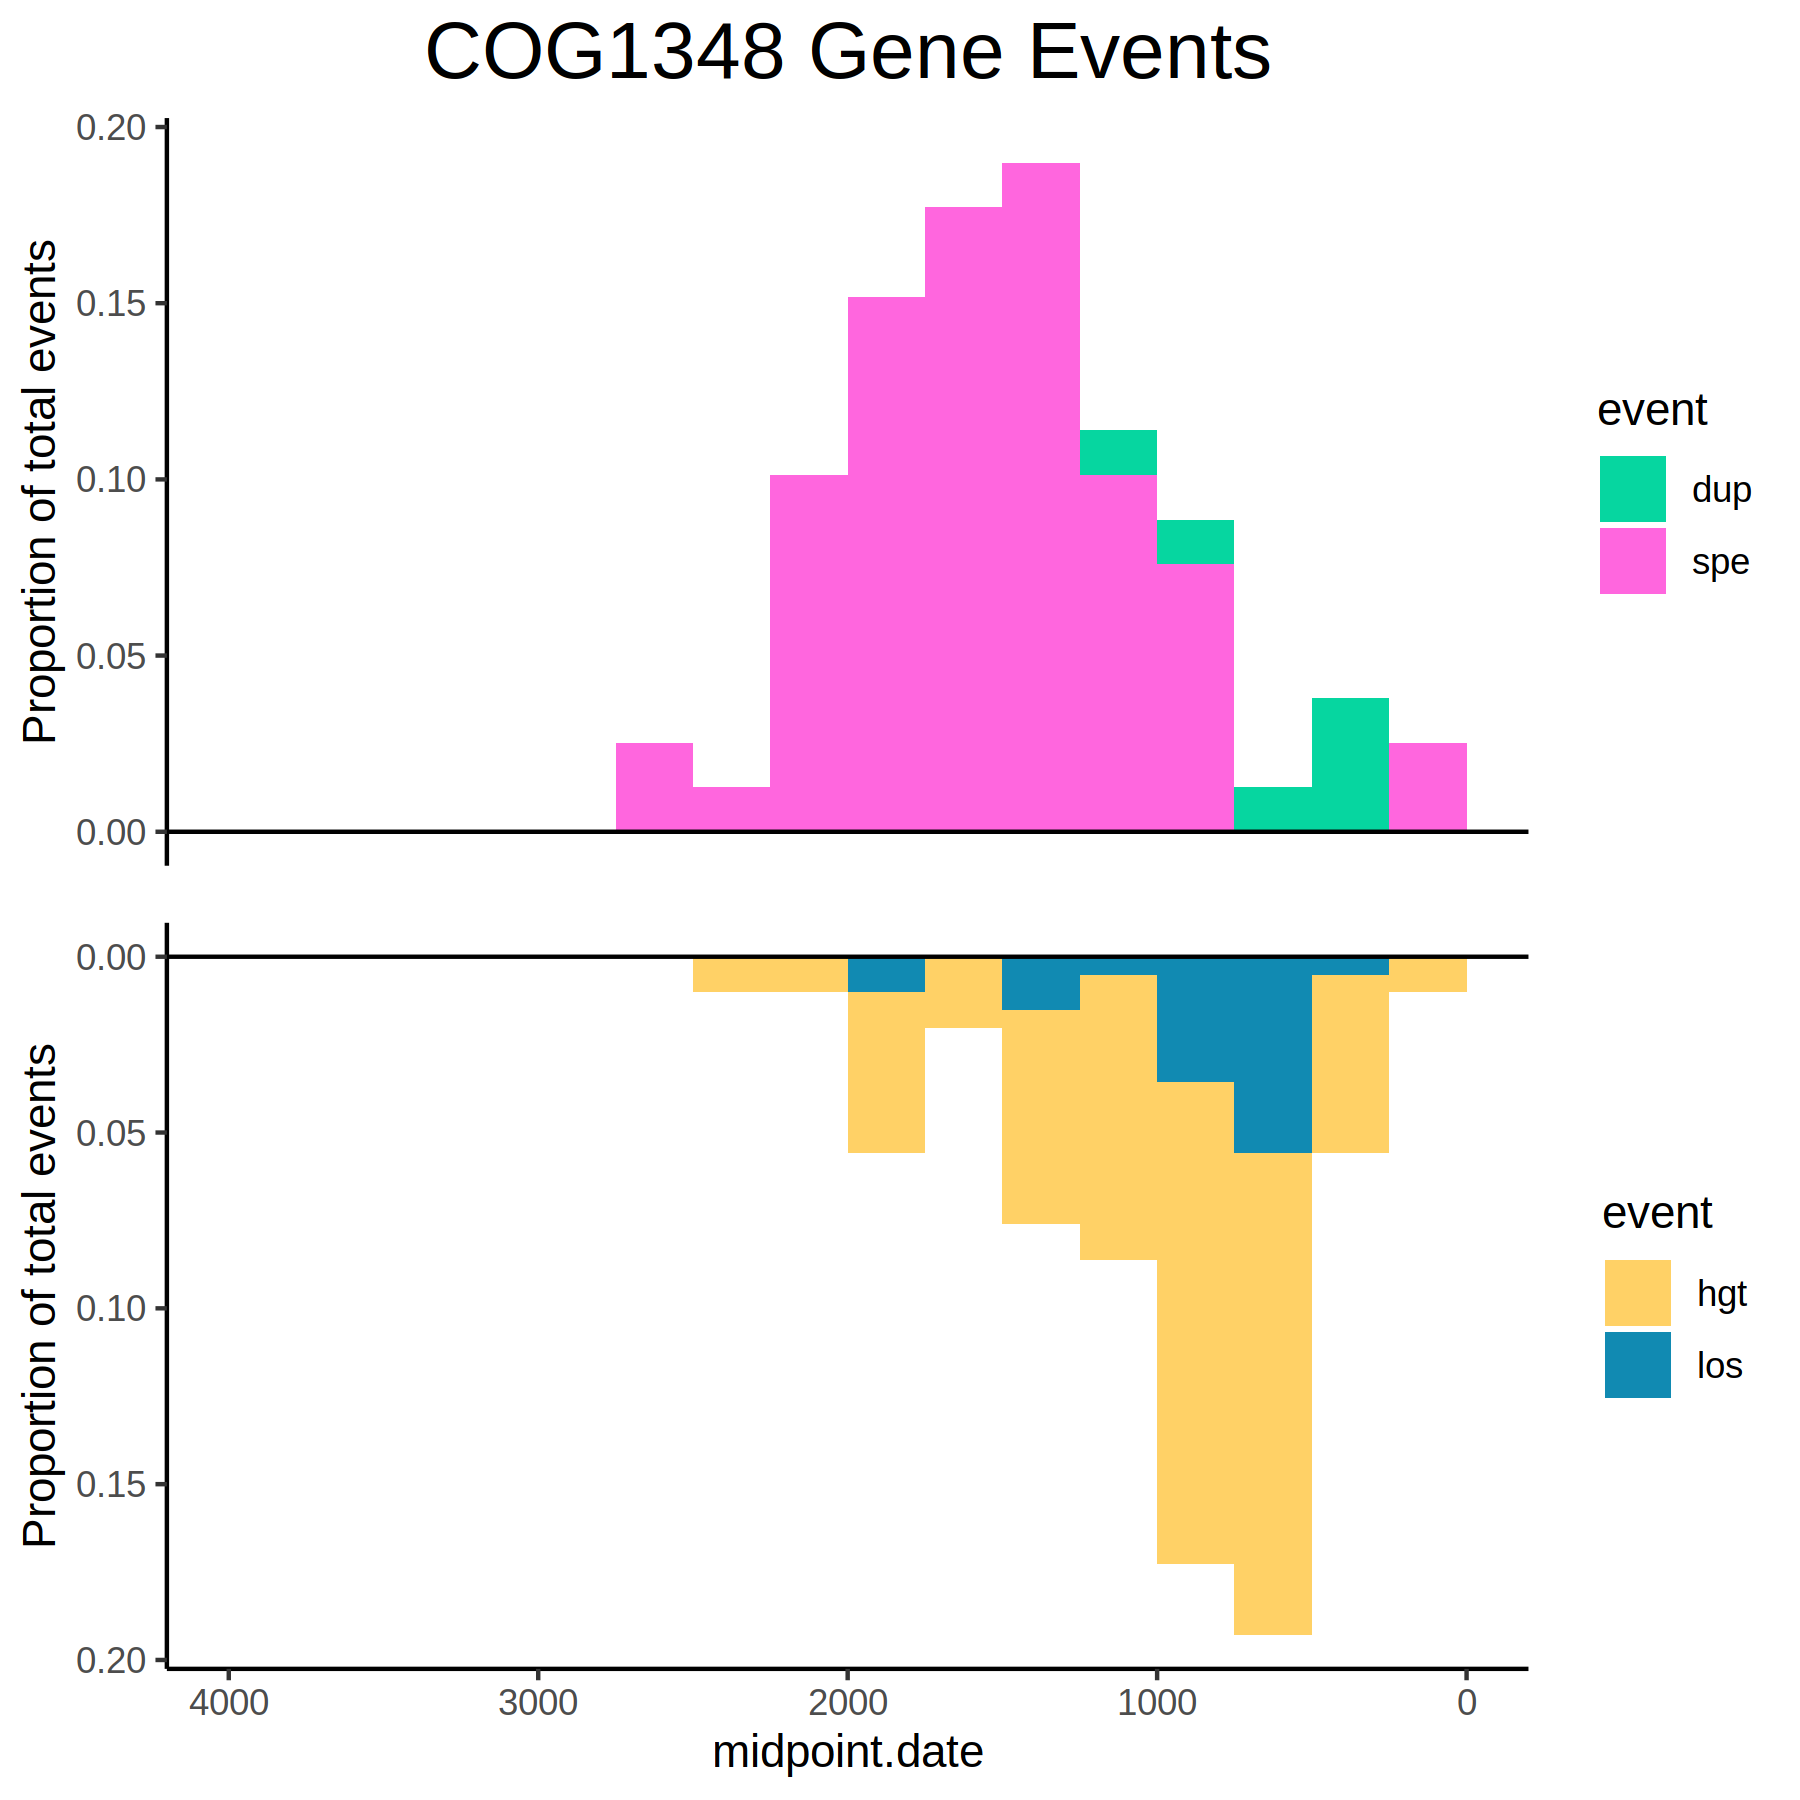 COG1348 Gene Events
Proportion of total events
0.20
0.15
0.10
0.05
0.00
event
dup
spe
Proportion of total events
0.00
0.05
0.10
0.15
0.20
event
hgt
los
4000 3000 2000 1000 0
midpoint.date